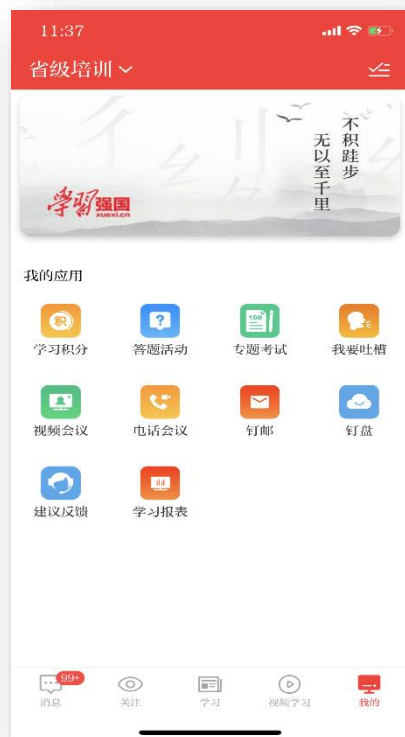 11:37
省级培训
不积跬步
无以至千里
学习强国
xuexi.cn
我的应用
积
?
100
学习积分
答题活动
专题考试
我要吐槽
视频会议
电话会议
钉邮
钉盘
建议反馈
学习报表
99+
消息
关注
学习
视频学习
我的